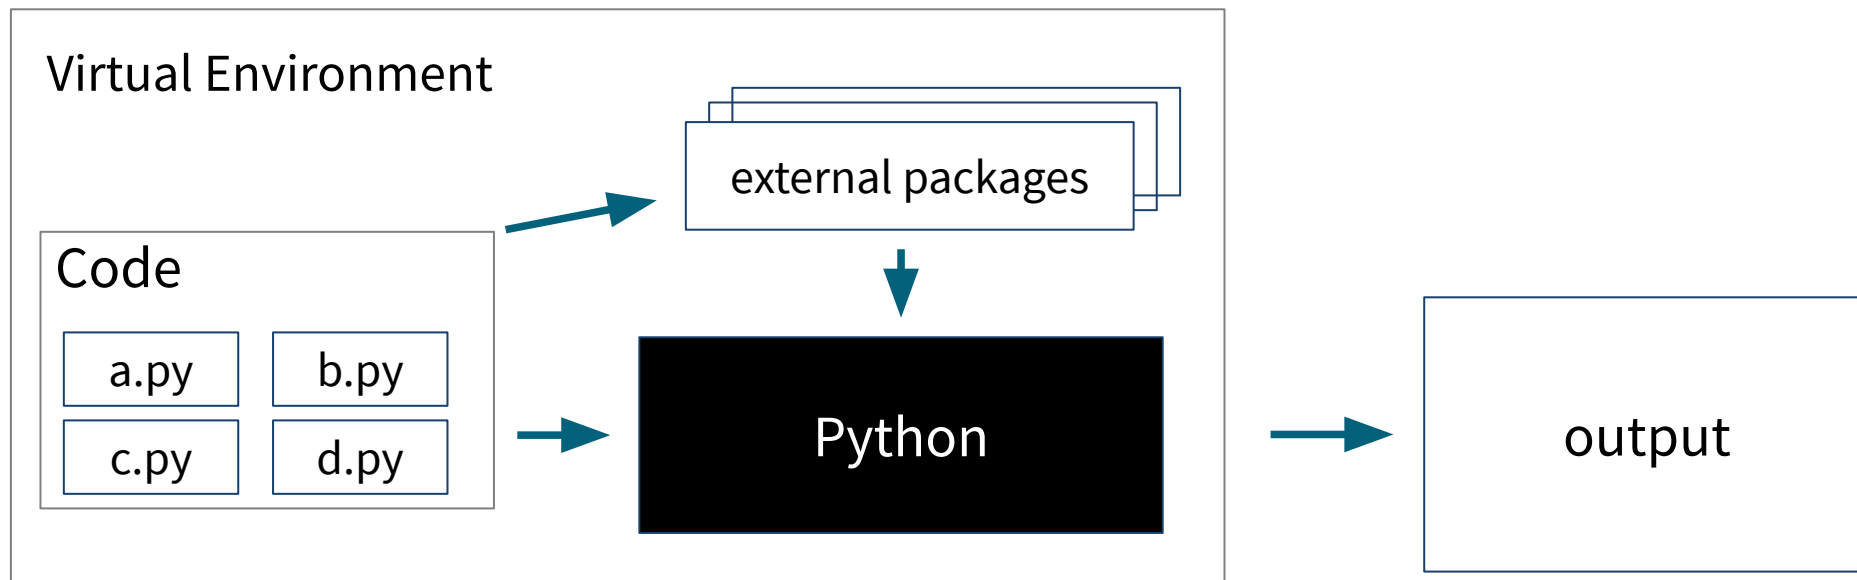 Virtual Environment
external packages
Code
a.py
b.py
c.py
d.py
Python
output